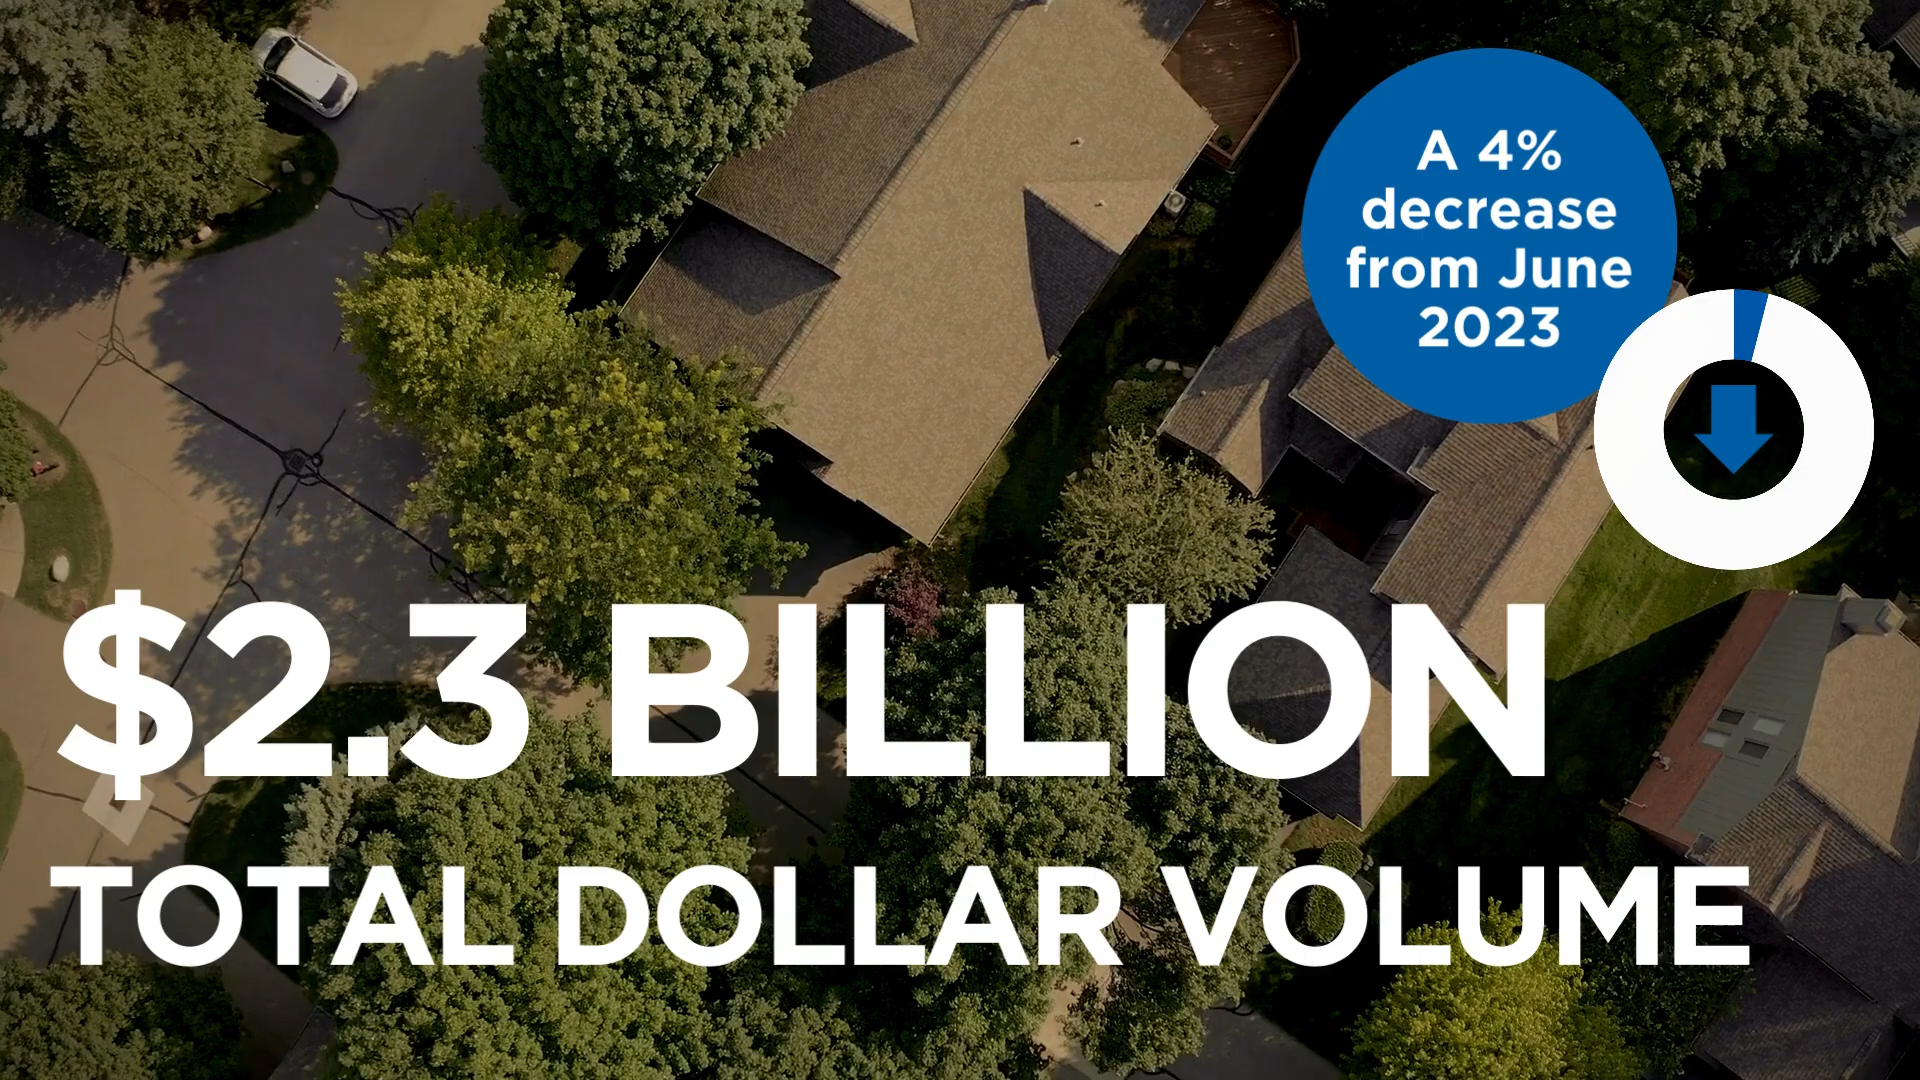 A 4%
decrease
from June
2023
$2.3 BILLION
TOTAL DOLLAR VOLUME